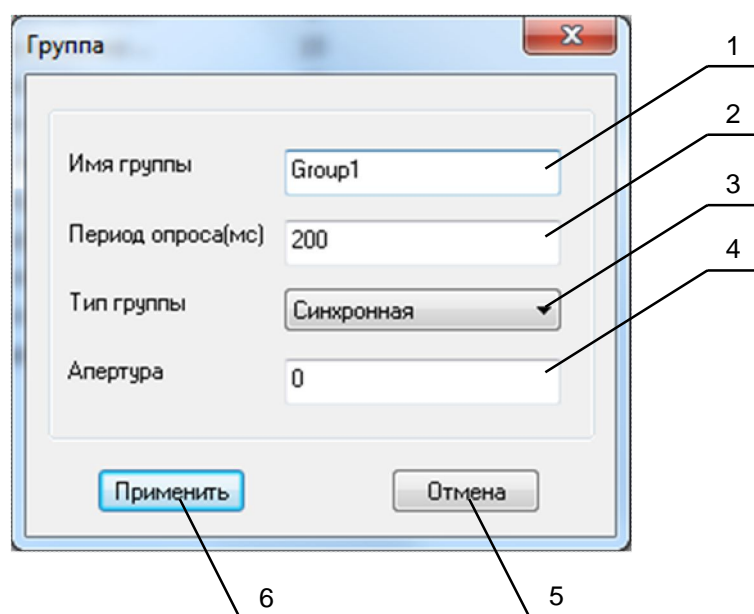 Группа
1
2
Имя группы Group1
3
Период опроса(мс) 200
4
Тип группы Синхронная
Апертура 0
Применить Отмена
6 5